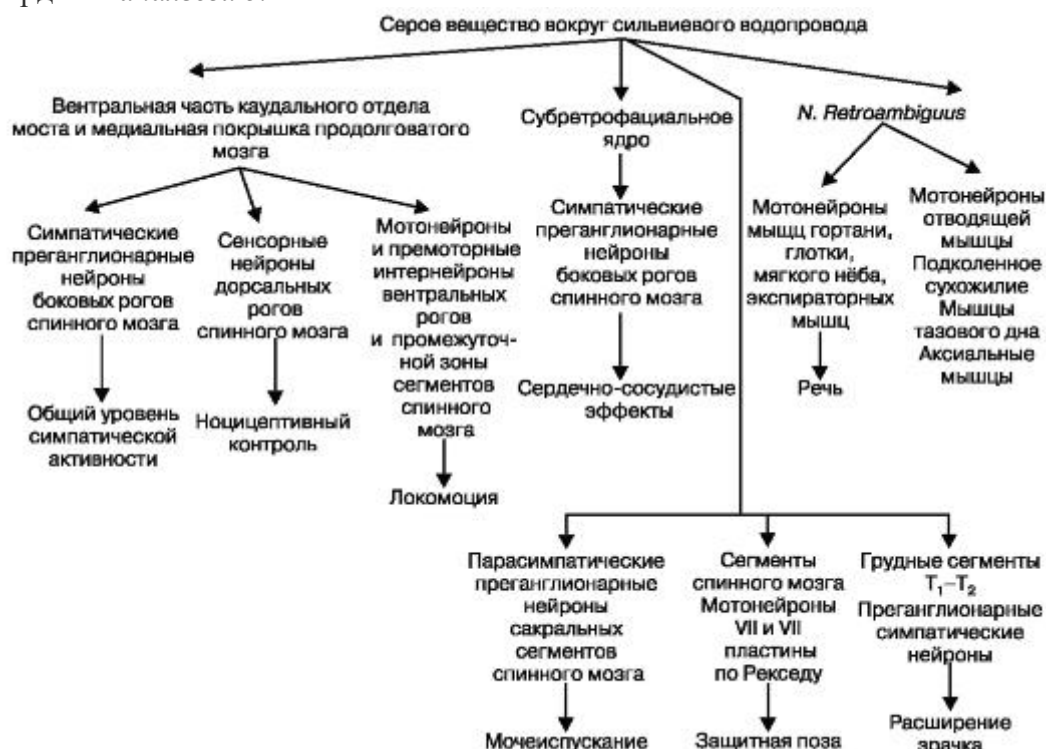 Серое вещество вокруг сильвиевого водопровода
Вентральная часть каудального отдела
моста и медиальная покрышка продолговатого
мозга
Субретрофациальное
ядро
N. Retroambiguus
Симпатические
преганглионарные
нейроны
боковых рогов
спинного мозга
Сенсорные
нейроны
дорсальных
рогов
спинного мозга
Мотонейроны
и премоторные
интернейроны
вентральных
рогов
и промежуточ-
ной зоны
сегментов
спинного
мозга
Симпатические
преганглионарные
нейроны
боковых рогов
спинного мозга
Мотонейроны
мышц гортани,
глотки,
мягкого нёба,
экспираторных
мышц
Мотонейроны
отводящей
мышцы
Подколенное
сухожилие
Мышцы
тазового дна
Аксиальные
мышцы
Общий уровень
симпатической
активности
Ноцицептивный
контроль
Локомоция
Сердечно-сосудистые
эффекты
Речь
Парасимпатические
преганглионарные
нейроны
сакральных
сегментов
спинного мозга
Сегменты
спинного мозга
Мотонейроны
VII и VII
пластины
по Рекседу
Грудные сегменты
T₁–T₂
Преганглионарные
симпатические
нейроны
Мочеиспускание
Защитная поза
Расширение
зрачка